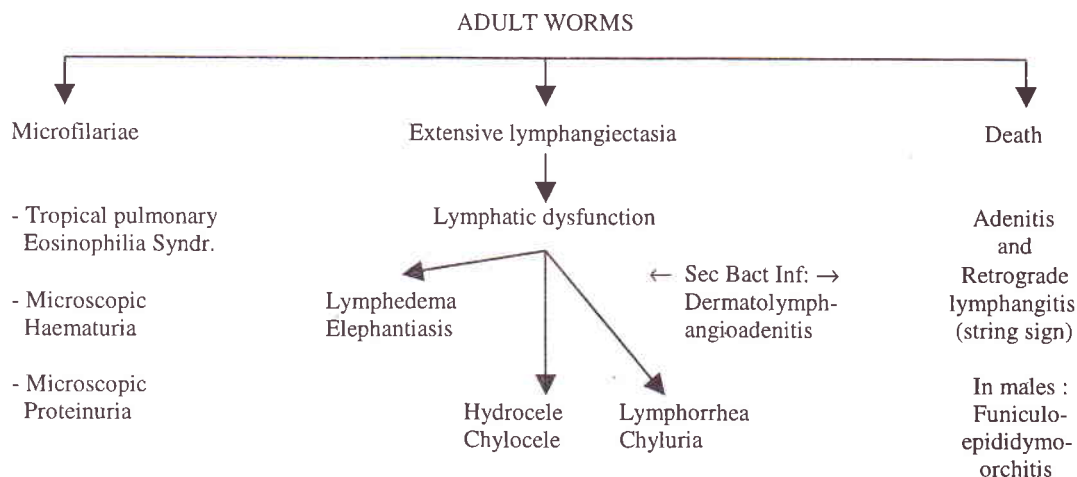 ADULT WORMS
Microfilariae
- Tropical pulmonary
Eosinophilia Syndr.
- Microscopic
Haematuria
- Microscopic
Proteinuria
Extensive lymphangiectasia
Lymphatic dysfunction
Lymphedema
Elephantiasis
← Sec Bact Inf: →
Dermatolymph-
angioadenitis
Hydrocele
Chylocele
Lymphorrhea
Chyluria
Death
Adenitis
and
Retrograde
lymphangitis
(string sign)
In males :
Funiculo-
epididymo-
orchitis